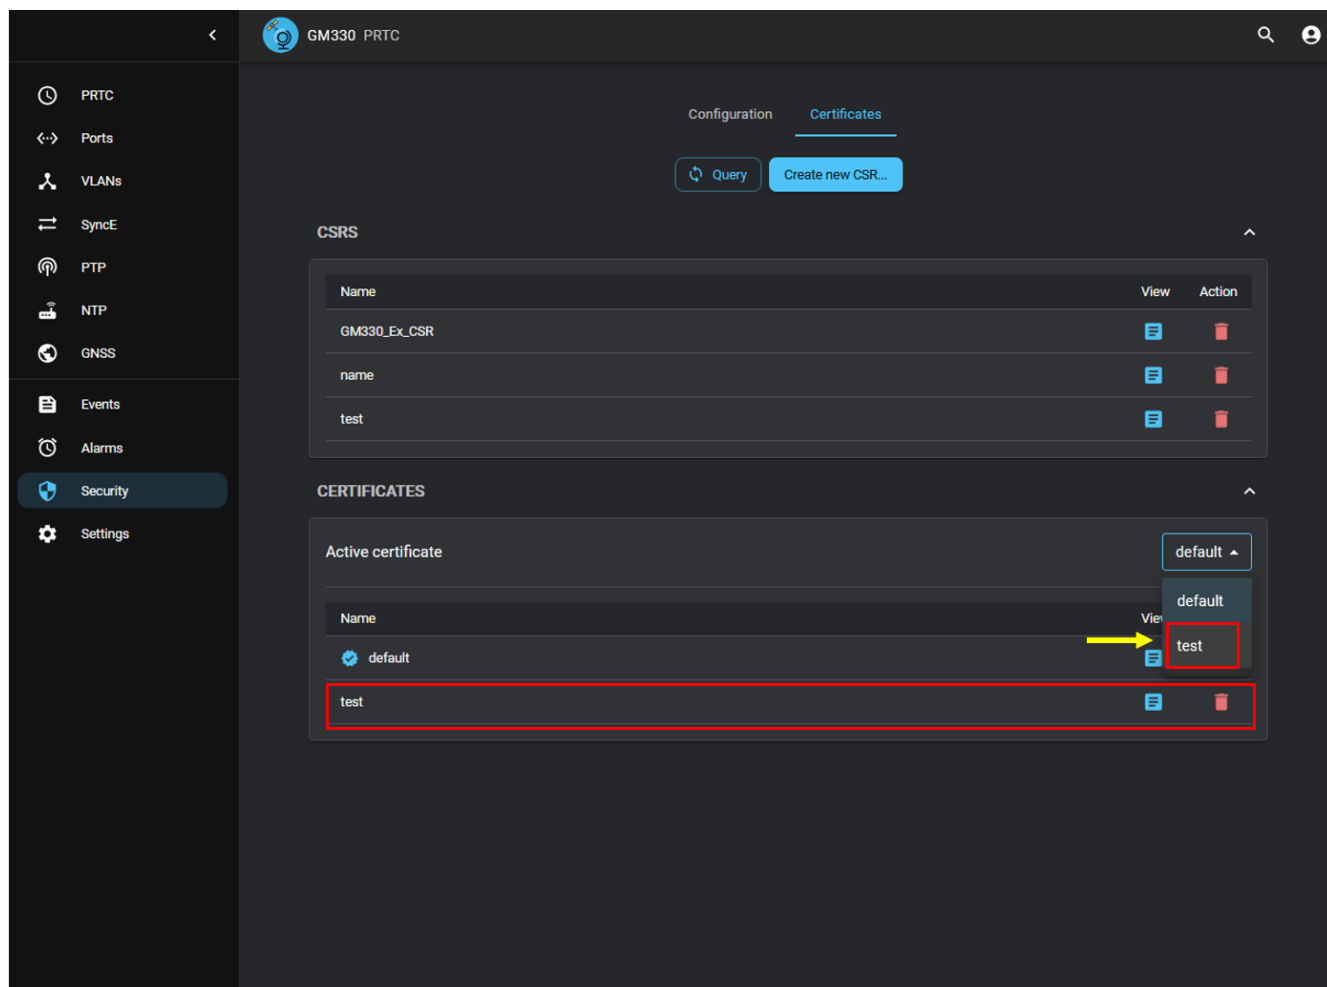 GM330 PRTC
PRTC
Ports
VLANs
SyncE
PTP
NTP
GNSS
Events
Alarms
Security
Settings
Configuration Certificates
Query Create new CSR...
CSRS
Name View Action
GM330_Ex_CSR
name
test
CERTIFICATES
Active certificate default
default
test
Name Vie
default
test